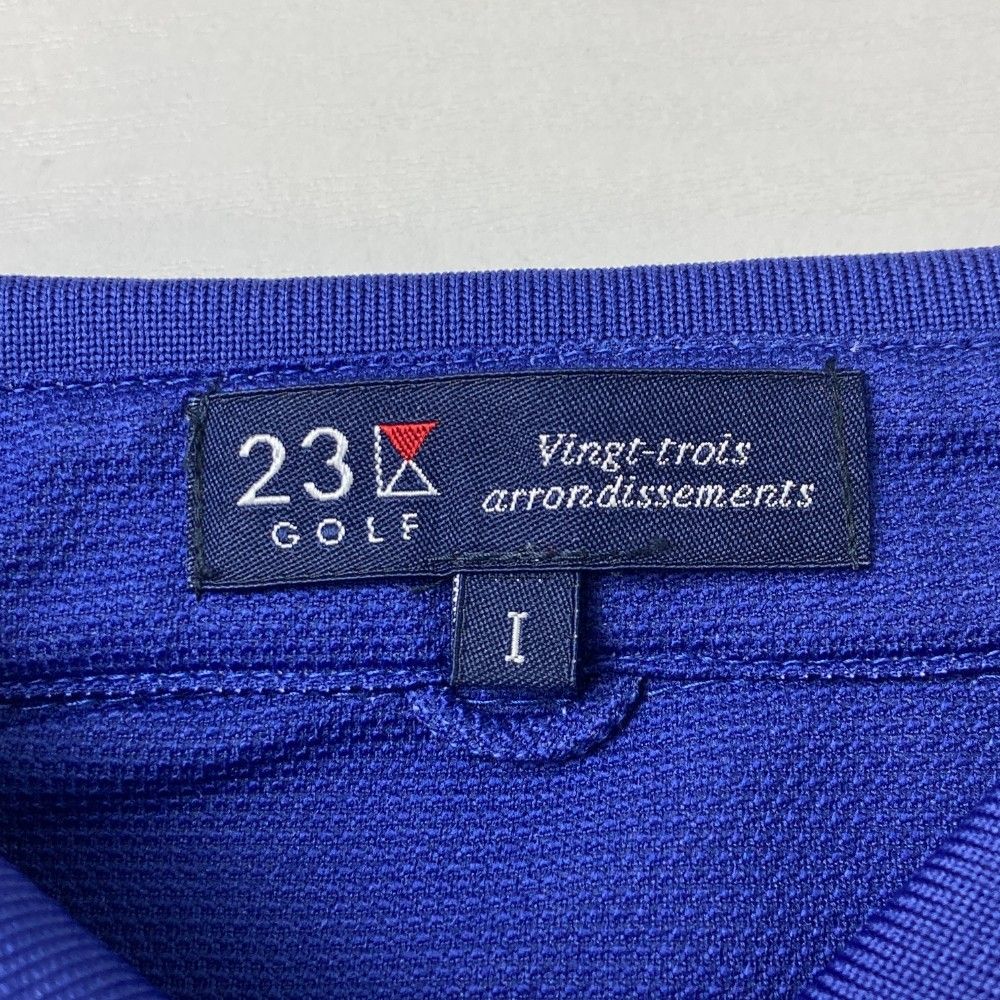 23
GOLF
Vingt-trois
arrondissements
I